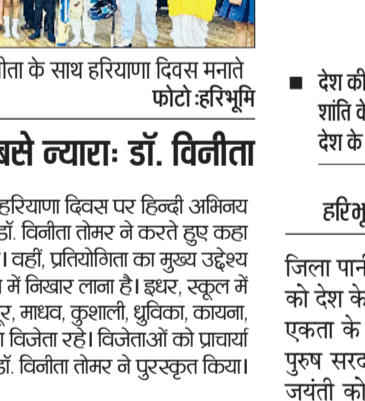 ीता के साथ हरियाणा दिवस मनाते
फोटो :हरिभूमि
बसे न्याराः डॉ. विनीता
हरियाणा दिवस पर हिन्दी अभिनय
डॉ. विनीता तोमर ने करते हुए कहा
। वहीं, प्रतियोगिता का मुख्य उद्देश्य
में निखार लाना है। इधर, स्कूल में
र, माधव, कुशाली, ध्रुविका, कायना,
विजेता रहे। विजेताओं को प्राचार्या
डॉ. विनीता तोमर ने पुरस्कृत किया।
■ देश की
शांति के
देश के
हरिभू
जिला पानी
को देश के
एकता के
पुरुष सरद
जयंती को